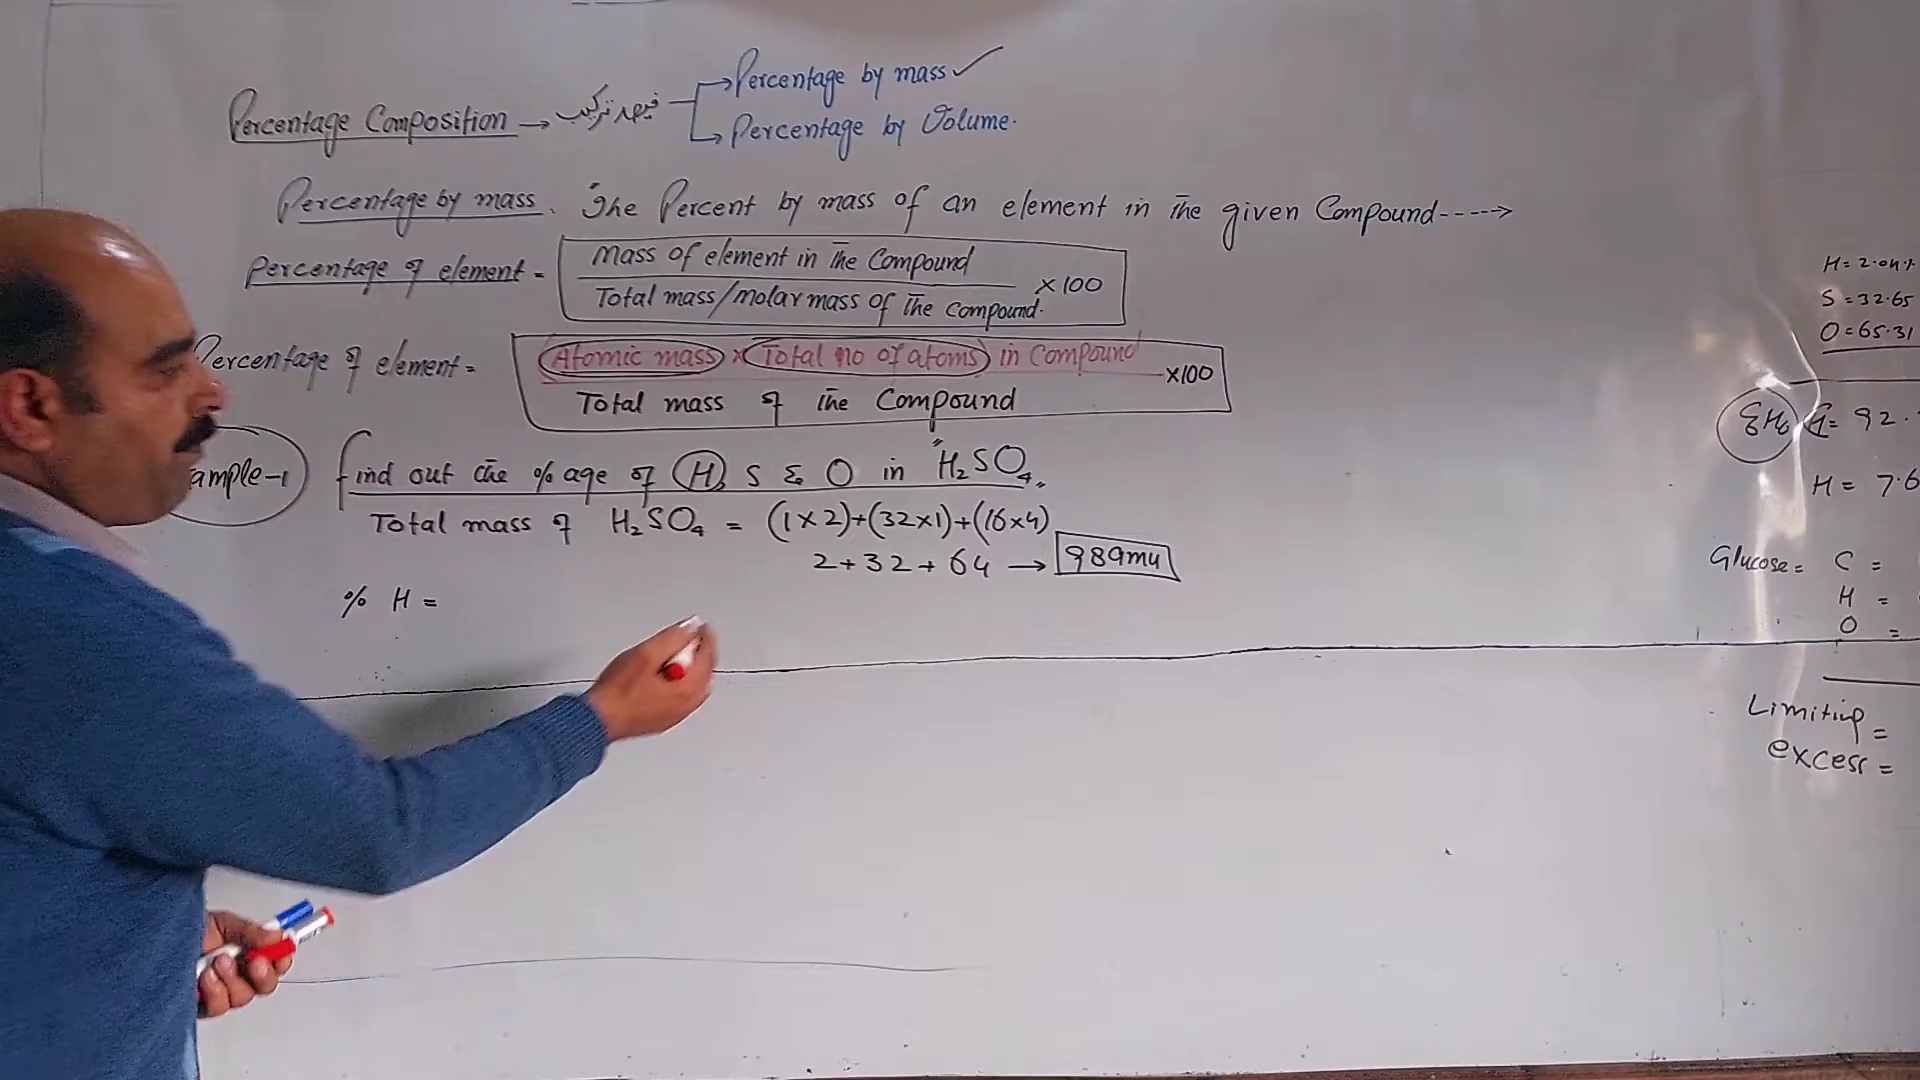 Percentage Composition → فیصد ترکیب
Percentage by mass ✓
Percentage by Volume.
Percentage by mass. The Percent by mass of an element in the given Compound----→
Percentage of element = Mass of element in the Compound
Total mass/molar mass of the Compound. ×100
Percentage of element = Atomic mass × Total no of atoms in Compound
Total mass of the Compound ×100
ample-1 find out the % age of H, S & O in "H₂SO₄"
Total mass of H₂SO₄ = (1×2)+(32×1)+(16×4)
2+32+64 → 98amu
% H =
H = 2.04%
S = 32.65
O = 65.31
C = 92.
H = 7.6
Glucose = C =
H =
O =
Limiting =
excess =